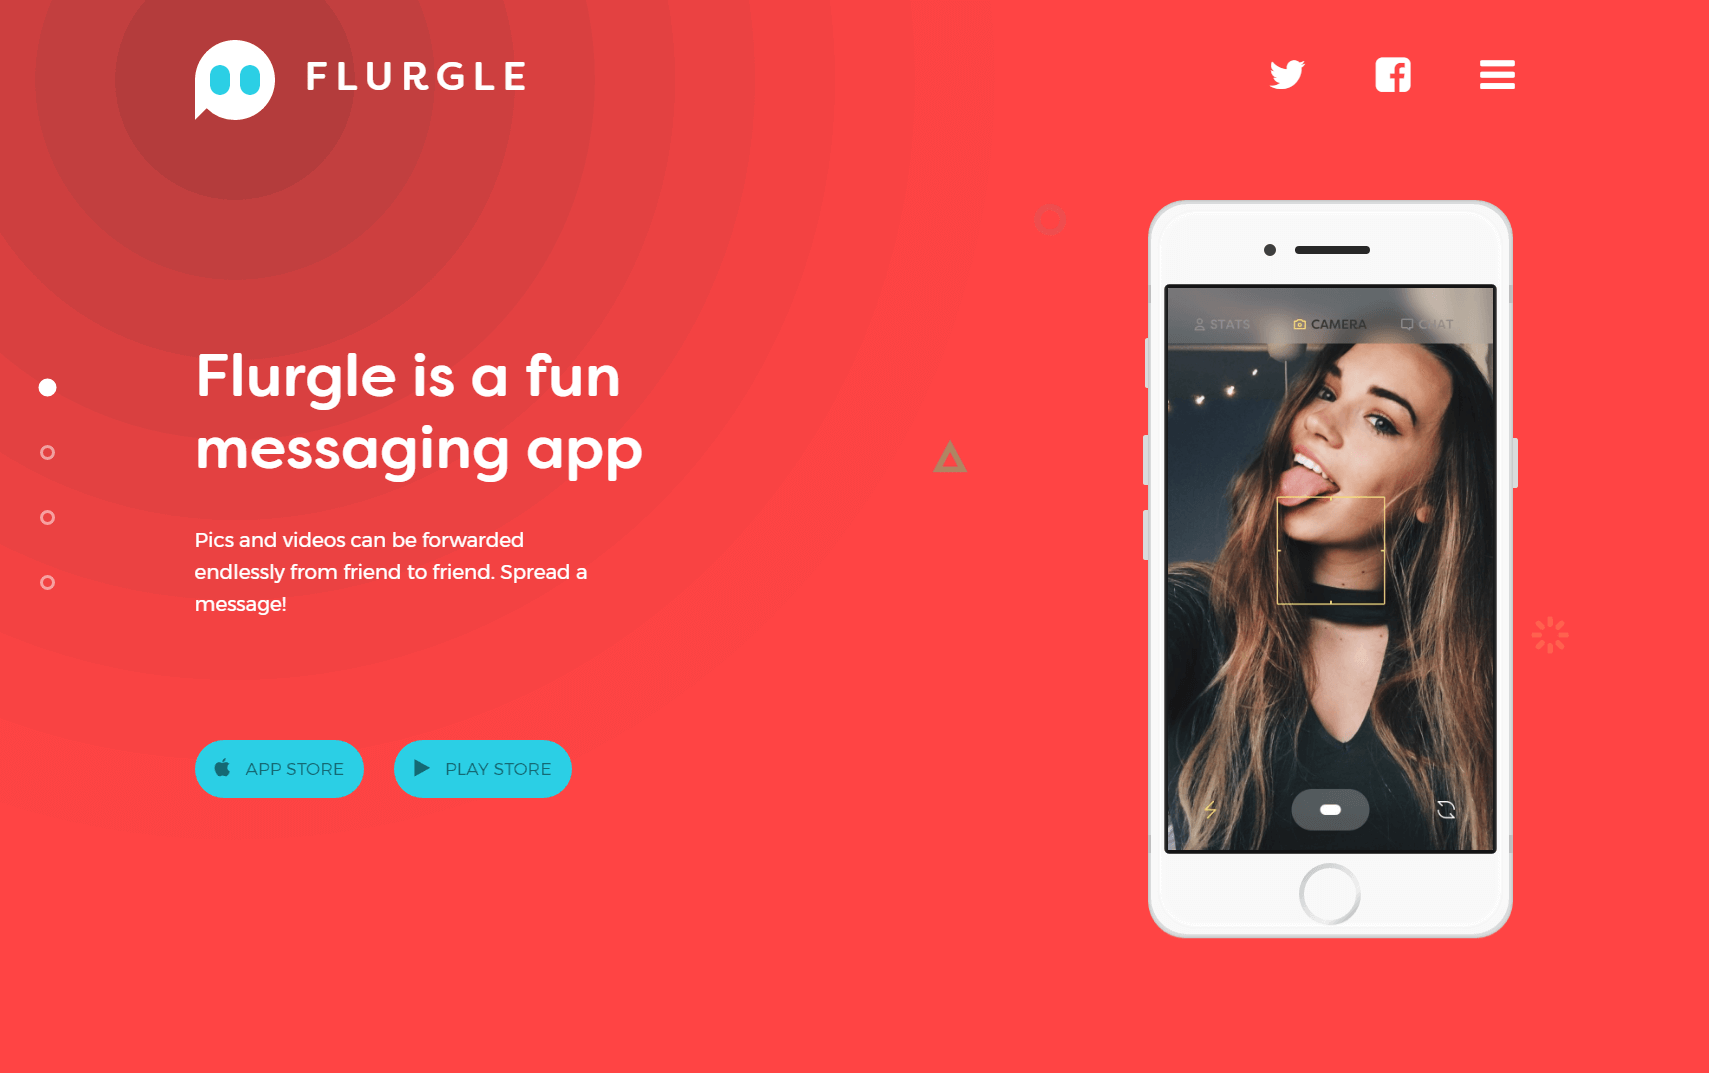 FLURGLE
STATS
CAMERA
CHAT
Flurgle is a fun
messaging app
Pics and videos can be forwarded
endlessly from friend to friend. Spread a
message!
APP STORE
PLAY STORE